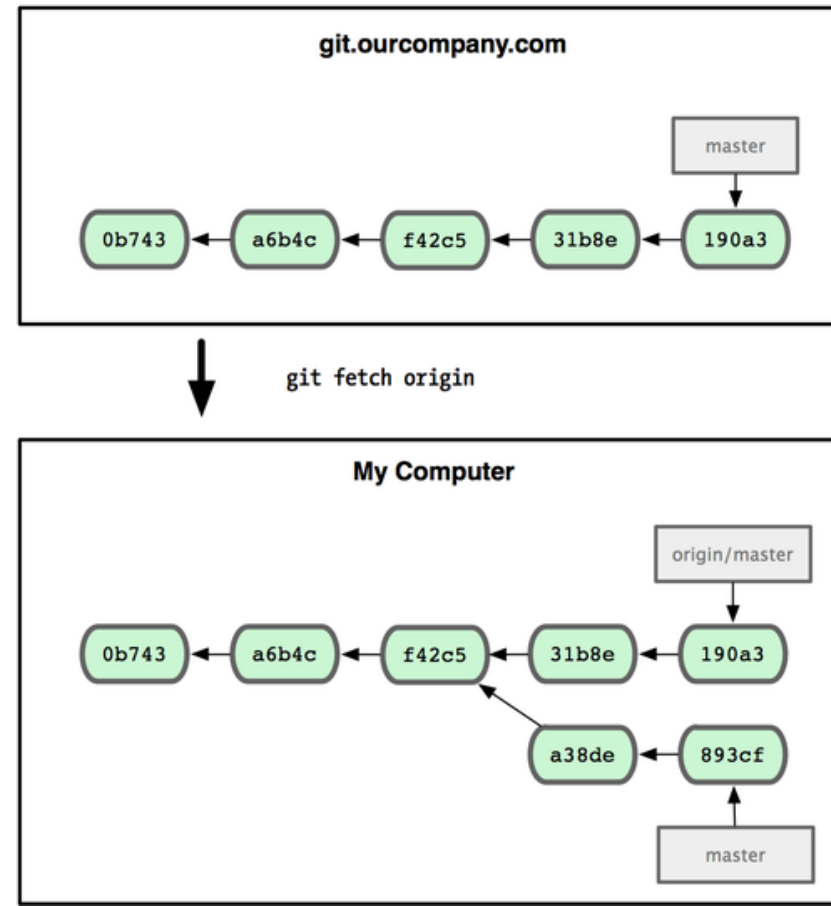 git.ourcompany.com
master
0b743 a6b4c f42c5 31b8e 190a3
git fetch origin
My Computer
origin/master
0b743 a6b4c f42c5 31b8e 190a3
a38de 893cf
master